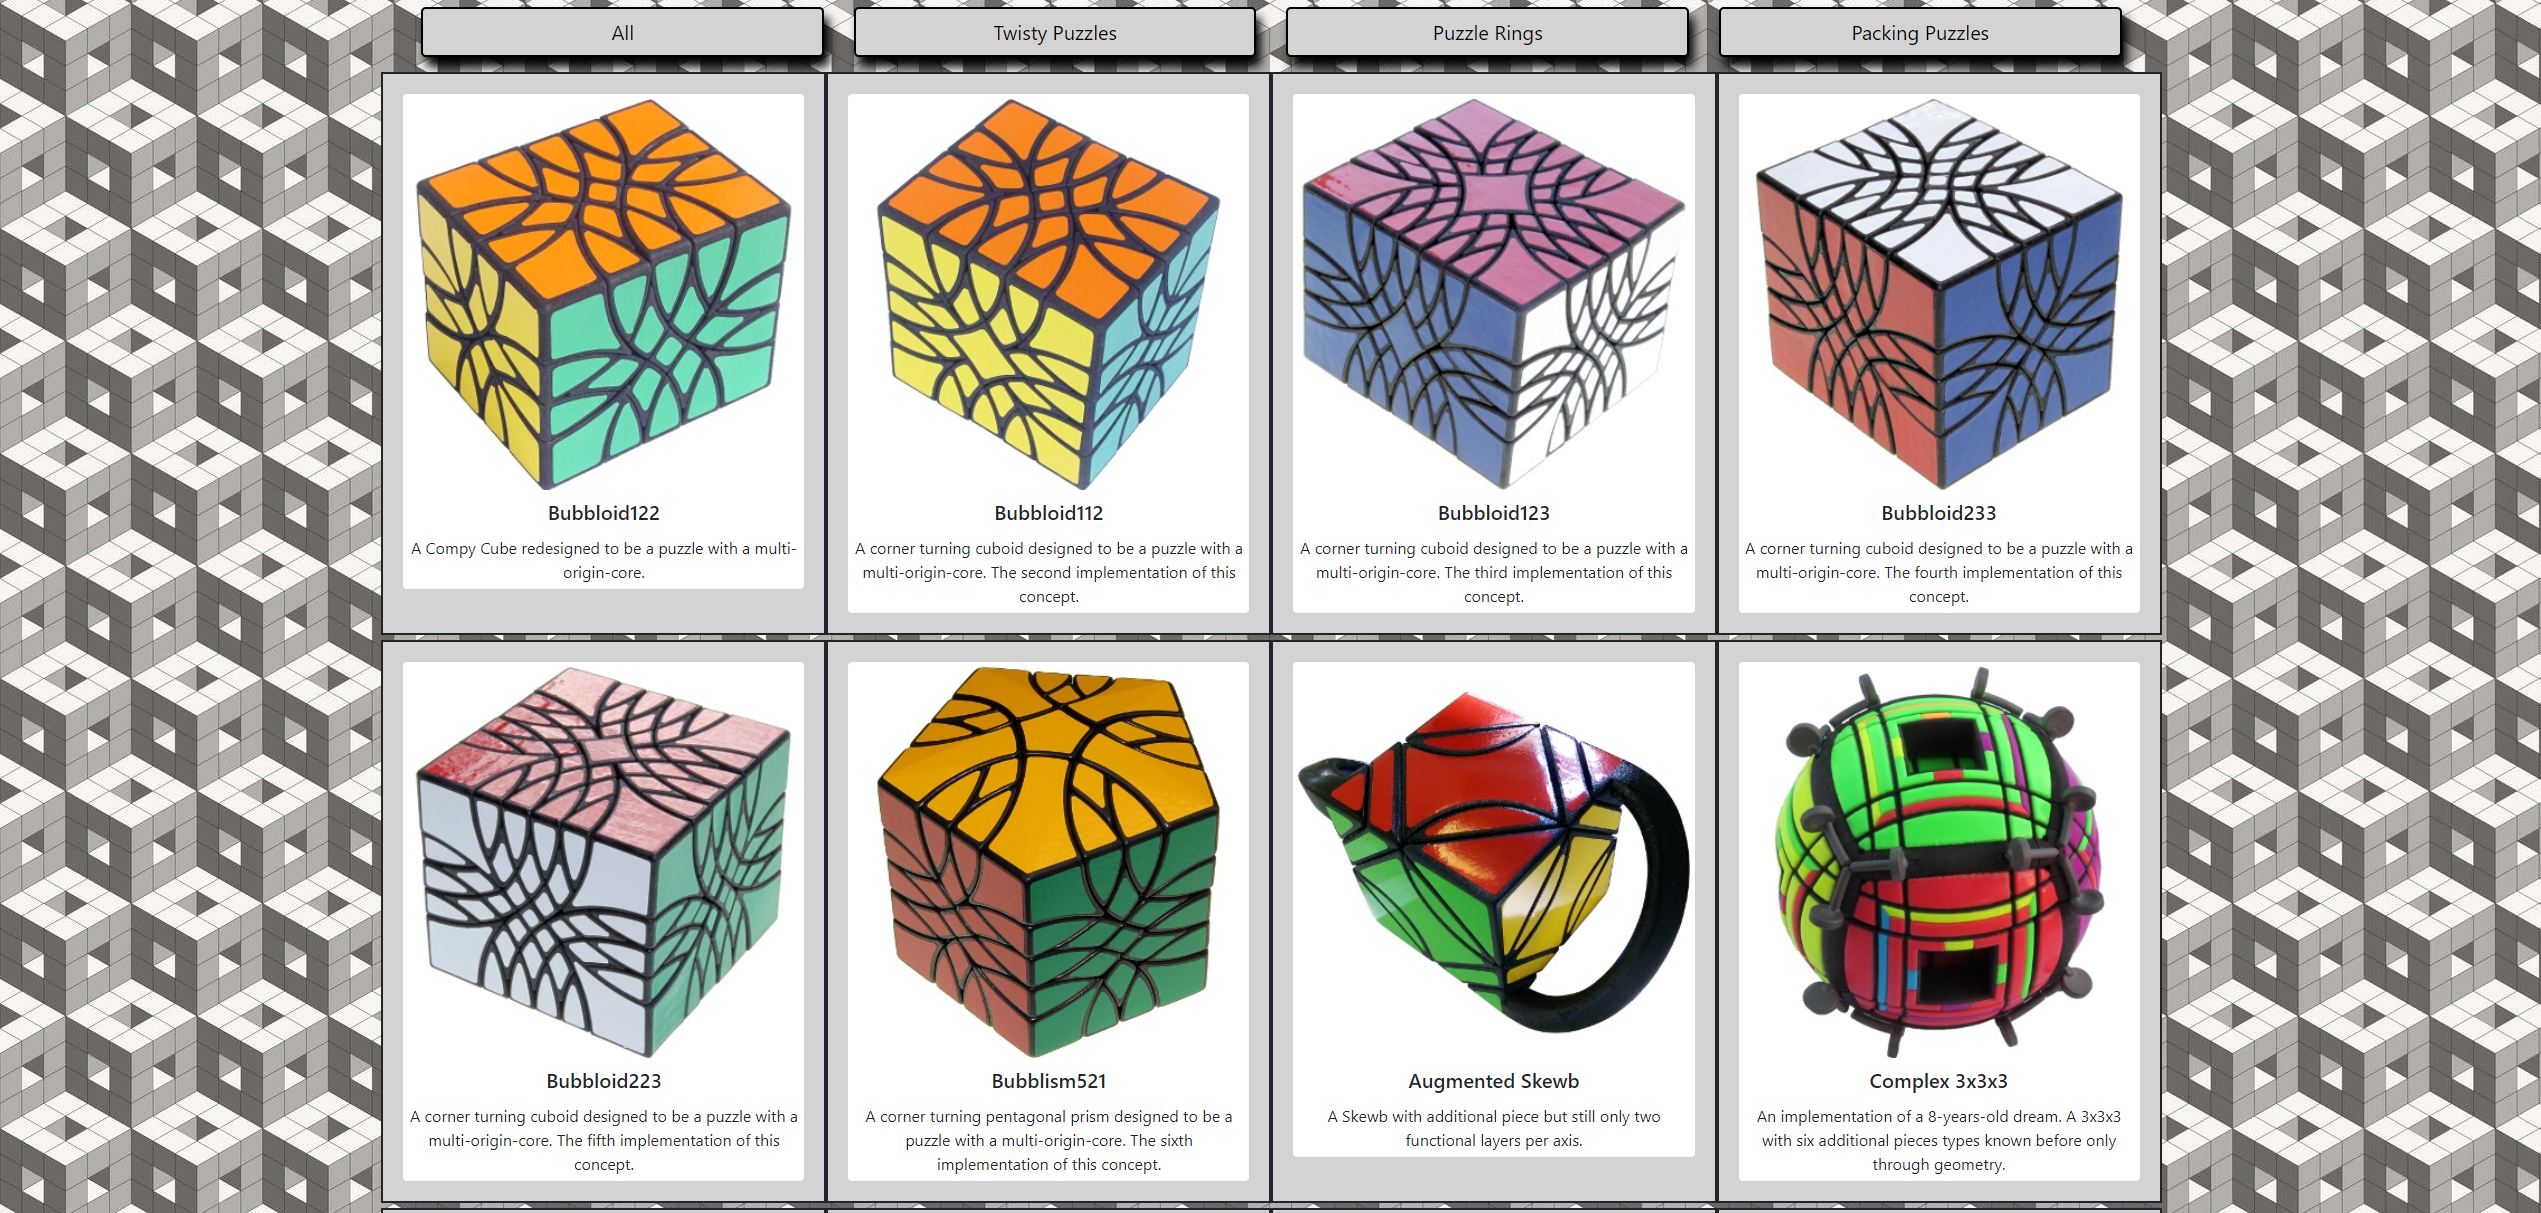 All
Twisty Puzzles
Puzzle Rings
Packing Puzzles
Bubbloid122
A Compy Cube redesigned to be a puzzle with a multi-
origin-core.
Bubbloid112
A corner turning cuboid designed to be a puzzle with a
multi-origin-core. The second implementation of this
concept.
Bubbloid123
A corner turning cuboid designed to be a puzzle with a
multi-origin-core. The third implementation of this
concept.
Bubbloid233
A corner turning cuboid designed to be a puzzle with a
multi-origin-core. The fourth implementation of this
concept.
Bubbloid223
A corner turning cuboid designed to be a puzzle with a
multi-origin-core. The fifth implementation of this
concept.
Bubblism521
A corner turning pentagonal prism designed to be a
puzzle with a multi-origin-core. The sixth
implementation of this concept.
Augmented Skewb
A Skewb with additional piece but still only two
functional layers per axis.
Complex 3x3x3
An implementation of a 8-years-old dream. A 3x3x3
with six additional pieces types known before only
through geometry.